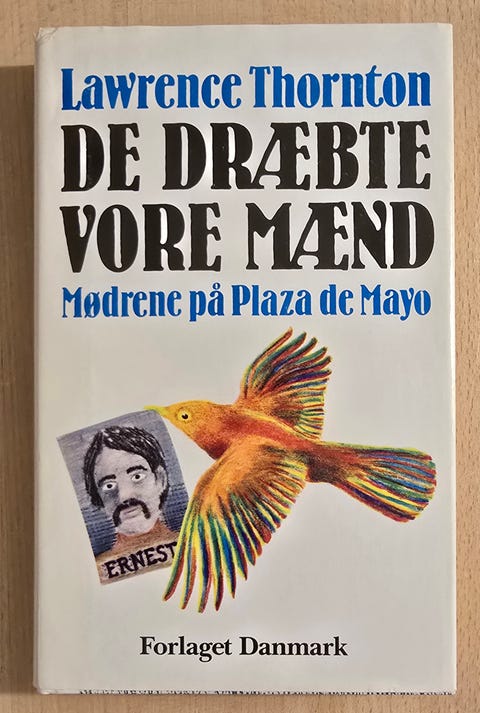 Lawrence Thornton
DE DRÆBTE
VORE MÆND
Mødrene på Plaza de Mayo
ERNEST
Forlaget Danmark